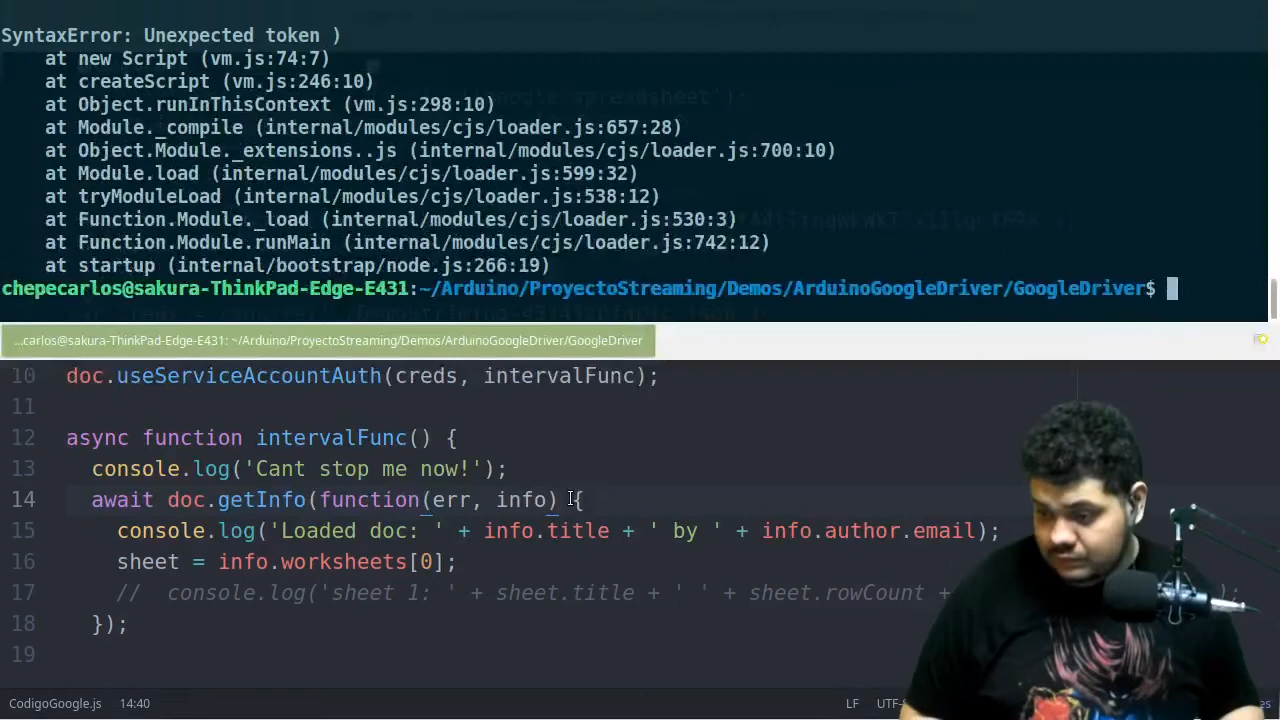 SyntaxError: Unexpected token )
at new Script (vm.js:74:7)
at createScript (vm.js:246:10)
at Object.runInThisContext (vm.js:298:10)
at Module._compile (internal/modules/cjs/loader.js:657:28)
at Object.Module._extensions..js (internal/modules/cjs/loader.js:700:10)
at Module.load (internal/modules/cjs/loader.js:599:32)
at tryModuleLoad (internal/modules/cjs/loader.js:538:12)
at Function.Module._load (internal/modules/cjs/loader.js:530:3)
at Function.Module.runMain (internal/modules/cjs/loader.js:742:12)
at startup (internal/bootstrap/node.js:266:19)
chepecarlos@sakura-ThinkPad-Edge-E431:~/Arduino/ProyectoStreaming/Demos/ArduinoGoogleDriver/GoogleDriver$
...carlos@sakura-ThinkPad-Edge-E431: ~/Arduino/ProyectoStreaming/Demos/ArduinoGoogleDriver/GoogleDriver
10 doc.useServiceAccountAuth(creds, intervalFunc);
11
12 async function intervalFunc() {
13 console.log('Cant stop me now!');
14 await doc.getInfo(function(err, info) {
15 console.log('Loaded doc: ' + info.title + ' by ' + info.author.email);
16 sheet = info.worksheets[0];
17 // console.log('sheet 1: ' + sheet.title + ' ' + sheet.rowCount +
18 });
19
CodigoGoogle.js 14:40 LF